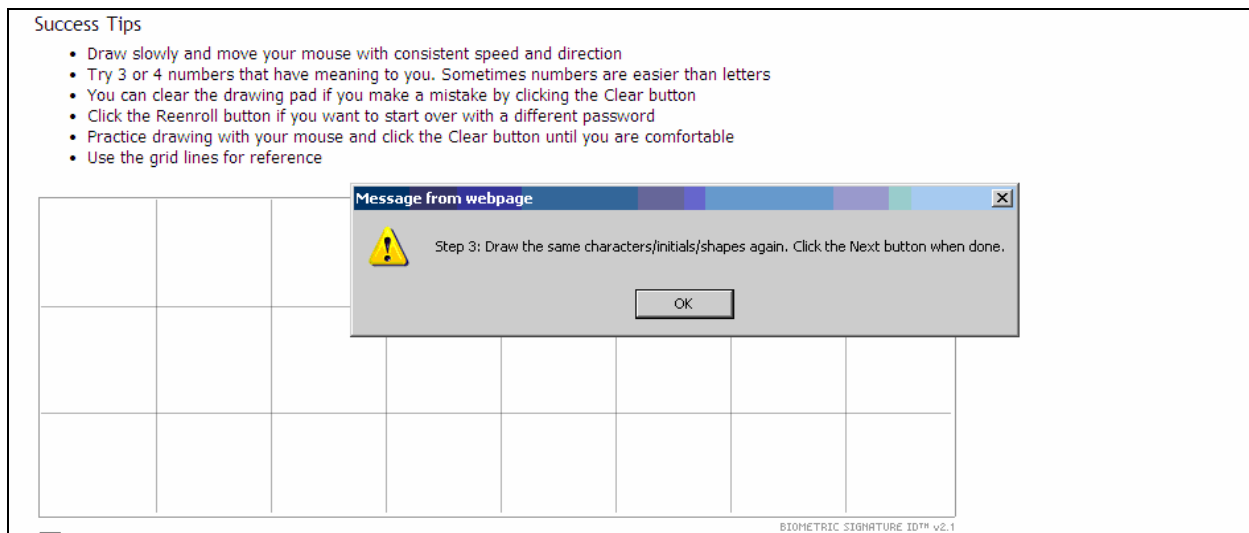 Success Tips
• Draw slowly and move your mouse with consistent speed and direction
• Try 3 or 4 numbers that have meaning to you. Sometimes numbers are easier than letters
• You can clear the drawing pad if you make a mistake by clicking the Clear button
• Click the Reenroll button if you want to start over with a different password
• Practice drawing with your mouse and click the Clear button until you are comfortable
• Use the grid lines for reference
Message from webpage
Step 3: Draw the same characters/initials/shapes again. Click the Next button when done.
OK
BIOMETRIC SIGNATURE ID™ v2.1